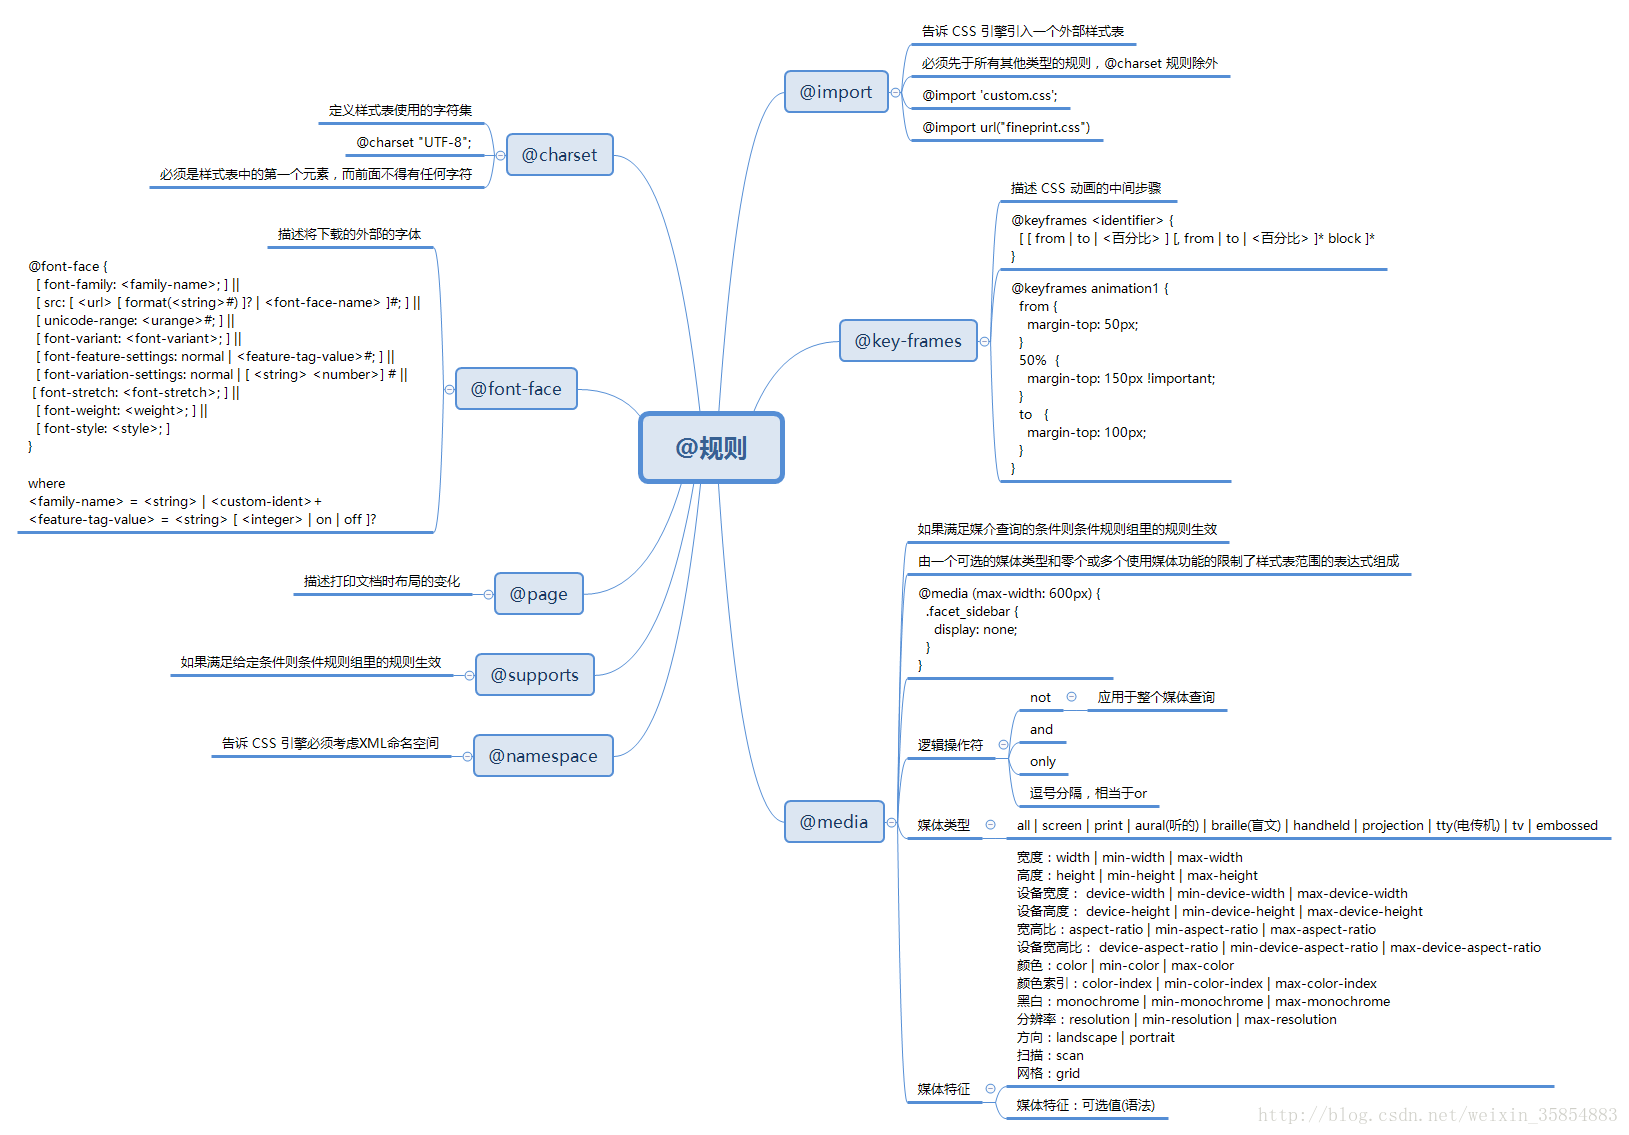 @规则
@import
告诉 CSS 引擎引入一个外部样式表
必须先于所有其他类型的规则，@charset 规则除外
@import 'custom.css';
@import url("fineprint.css")
@key-frames
描述 CSS 动画的中间步骤
@keyframes <identifier> {
[ [ from | to | <百分比> ] [, from | to | <百分比> ]* block ]*
}
@keyframes animation1 {
from {
margin-top: 50px;
}
50% {
margin-top: 150px !important;
}
to {
margin-top: 100px;
}
}
@media
如果满足媒介查询的条件则条件规则组里的规则生效
由一个可选的媒体类型和零个或多个使用媒体功能的限制了样式表范围的表达式组成
@media (max-width: 600px) {
.facet_sidebar {
display: none;
}
}
逻辑操作符
not
应用于整个媒体查询
and
only
逗号分隔，相当于or
媒体类型
all | screen | print | aural(听的) | braille(盲文) | handheld | projection | tty(电传机) | tv | embossed
媒体特征
宽度：width | min-width | max-width
高度：height | min-height | max-height
设备宽度： device-width | min-device-width | max-device-width
设备高度： device-height | min-device-height | max-device-height
宽高比：aspect-ratio | min-aspect-ratio | max-aspect-ratio
设备宽高比： device-aspect-ratio | min-device-aspect-ratio | max-device-aspect-ratio
颜色：color | min-color | max-color
颜色索引：color-index | min-color-index | max-color-index
黑白：monochrome | min-monochrome | max-monochrome
分辨率：resolution | min-resolution | max-resolution
方向：landscape | portrait
扫描：scan
网格：grid
媒体特征：可选值(语法)
@charset
定义样式表使用的字符集
@charset "UTF-8";
必须是样式表中的第一个元素，而前面不得有任何字符
@font-face
描述将下载的外部的字体
@font-face {
[ font-family: <family-name>; ] ||
[ src: [ <url> [ format(<string>#) ]? | <font-face-name> ]#; ] ||
[ unicode-range: <urange>#; ] ||
[ font-variant: <font-variant>; ] ||
[ font-feature-settings: normal | <feature-tag-value>#; ] ||
[ font-variation-settings: normal | [ <string> <number>] # ||
[ font-stretch: <font-stretch>; ] ||
[ font-weight: <weight>; ] ||
[ font-style: <style>; ]
}
where
<family-name> = <string> | <custom-ident>+
<feature-tag-value> = <string> [ <integer> | on | off ]?
@page
描述打印文档时布局的变化
@supports
如果满足给定条件则条件规则组里的规则生效
@namespace
告诉 CSS 引擎必须考虑XML命名空间
http://blog.csdn.net/weixin_35854883